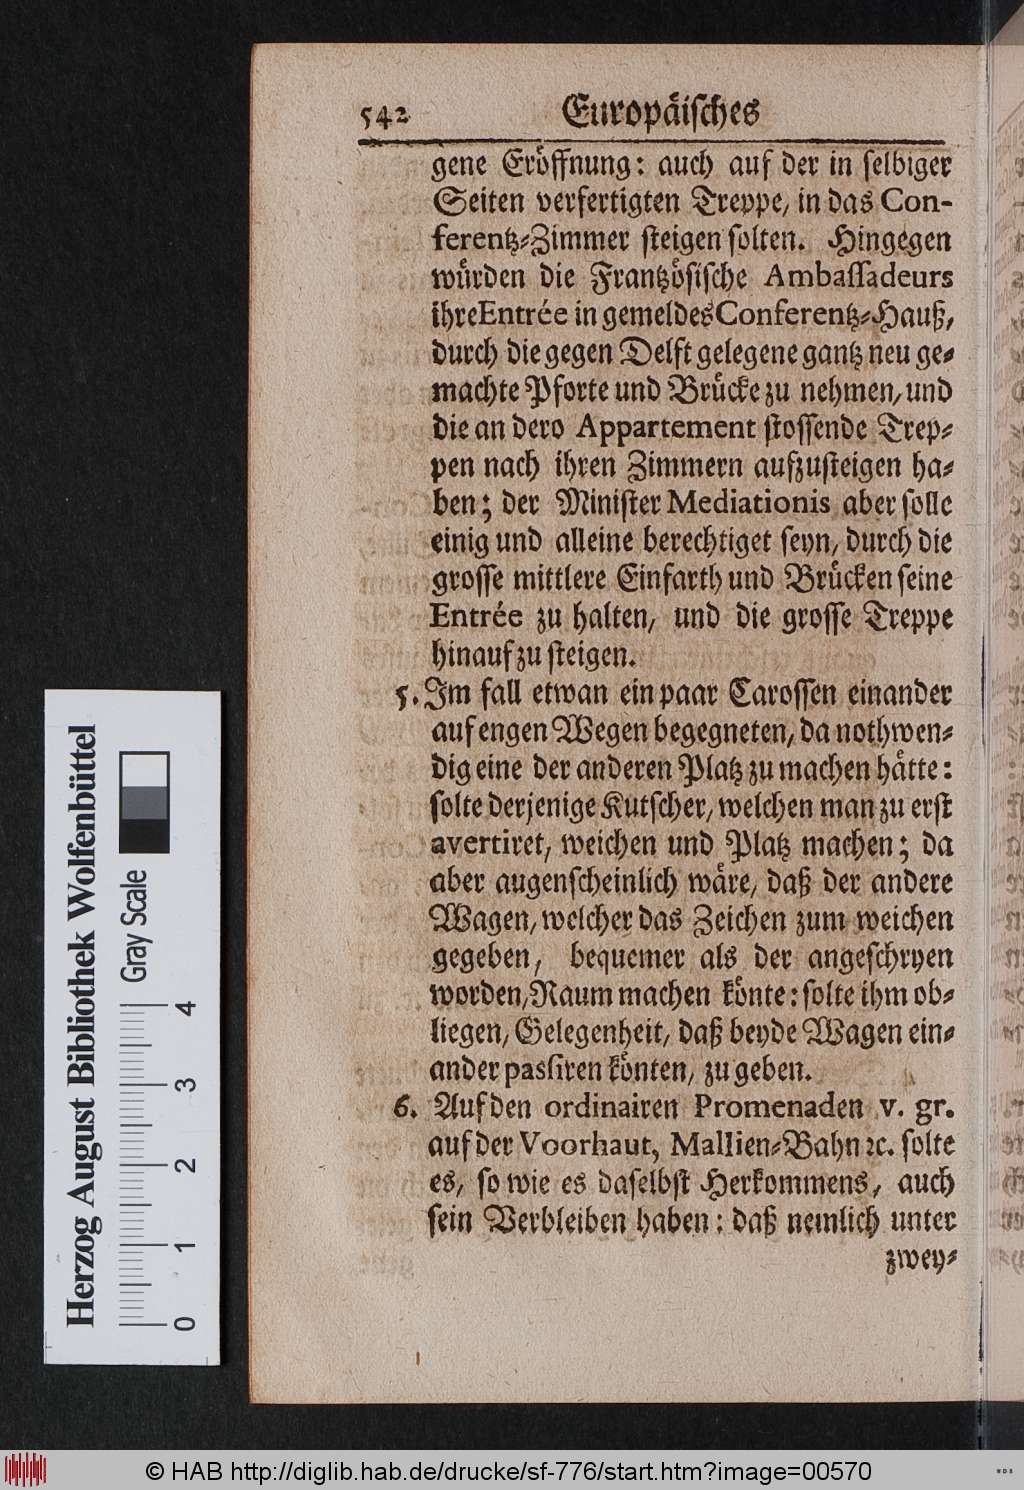 542 Europäisches
gene Eröffnung: auch auf der in selbiger
Seiten verfertigten Treppe, in das Con-
ferentz-Zimmer steigen solten. Hingegen
würden die Frantzösische Ambassadeurs
ihre Entrée in gemeldes Conferentz-Hauß,
durch die gegen Delft gelegene gantz neu ge-
machte Pforte und Brücke zu nehmen, und
die an dero Appartement stossende Trep-
pen nach ihren Zimmern aufzusteigen ha-
ben; der Minister Mediationis aber solle
einig und alleine berechtiget seyn, durch die
grosse mittlere Einfarth und Brücken seine
Entrée zu halten, und die grosse Treppe
hinauf zu steigen.
5. Im fall etwan ein paar Carossen einander
auf engen Wegen begegneten, da nothwen-
dig eine der anderen Platz zu machen hätte:
solte derjenige Kutscher, welchen man zu erst
avertiret, weichen und Platz machen; da
aber augenscheinlich wäre, daß der andere
Wagen, welcher das Zeichen zum weichen
gegeben, bequemer als der angeschryen
worden, Raum machen könte: solte ihm ob-
liegen, Gelegenheit, daß beyde Wagen ein-
ander passiren könten, zu geben.
6. Auf den ordinairen Promenaden v. gr.
auf der Voorhaut, Mallien-Bahn ꝛc. solte
es, so wie es daselbst Herkommens, auch
sein Verbleiben haben: daß nemlich unter
zwey-
Herzog August Bibliothek Wolfenbüttel
Gray Scale
0 1 2 3 4
© HAB http://diglib.hab.de/drucke/sf-776/start.htm?image=00570
WDB